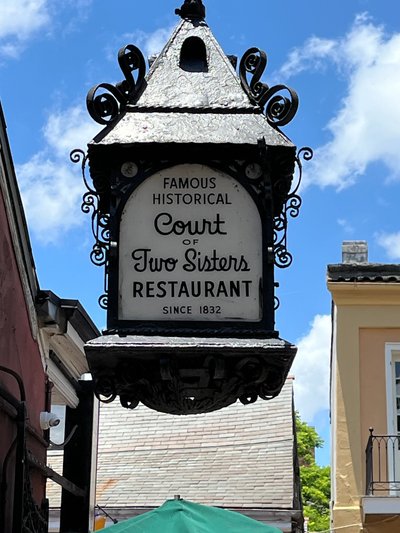 FAMOUS
HISTORICAL
Court
OF
Two Sisters
RESTAURANT
SINCE 1832